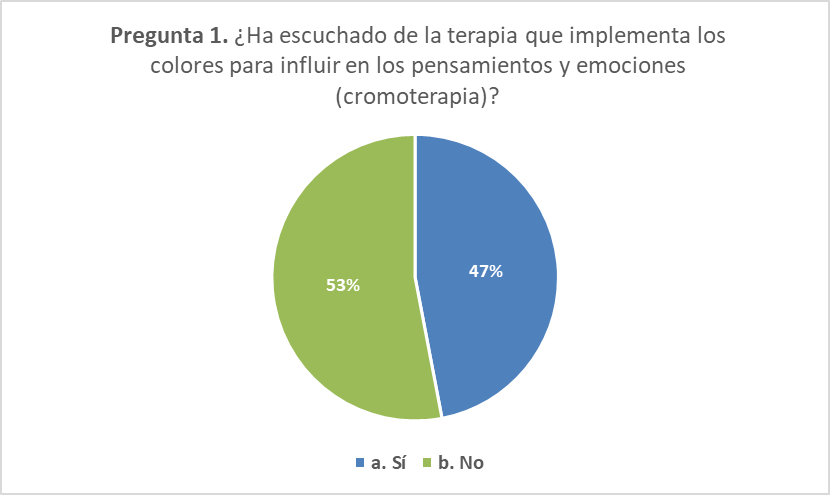 Pregunta 1. ¿Ha escuchado de la terapia que implementa los
colores para influir en los pensamientos y emociones
(cromoterapia)?
47%
53%
a. Sí b. No